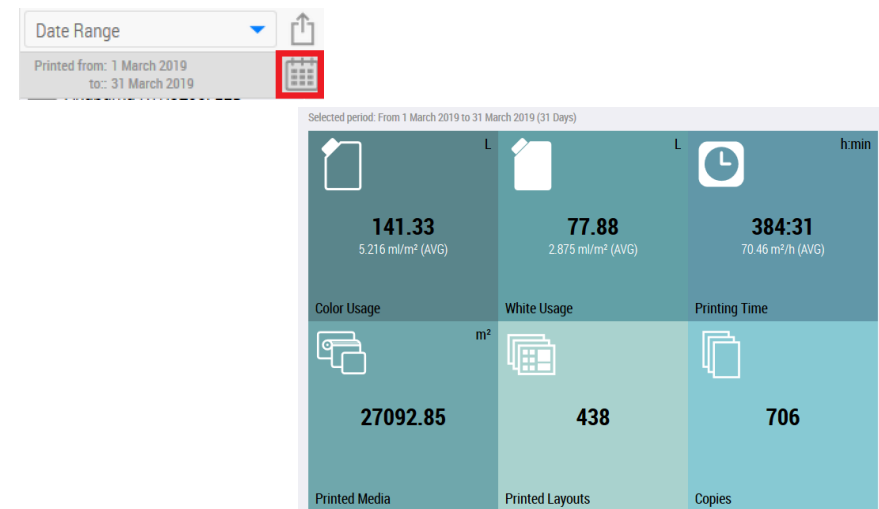 Date Range
Printed from: 1 March 2019
to:: 31 March 2019
Selected period: From 1 March 2019 to 31 March 2019 (31 Days)
L
141.33
5.216 ml/m² (AVG)
Color Usage
L
77.88
2.875 ml/m² (AVG)
White Usage
h:min
384:31
70.46 m²/h (AVG)
Printing Time
m²
27092.85
Printed Media
438
Printed Layouts
706
Copies